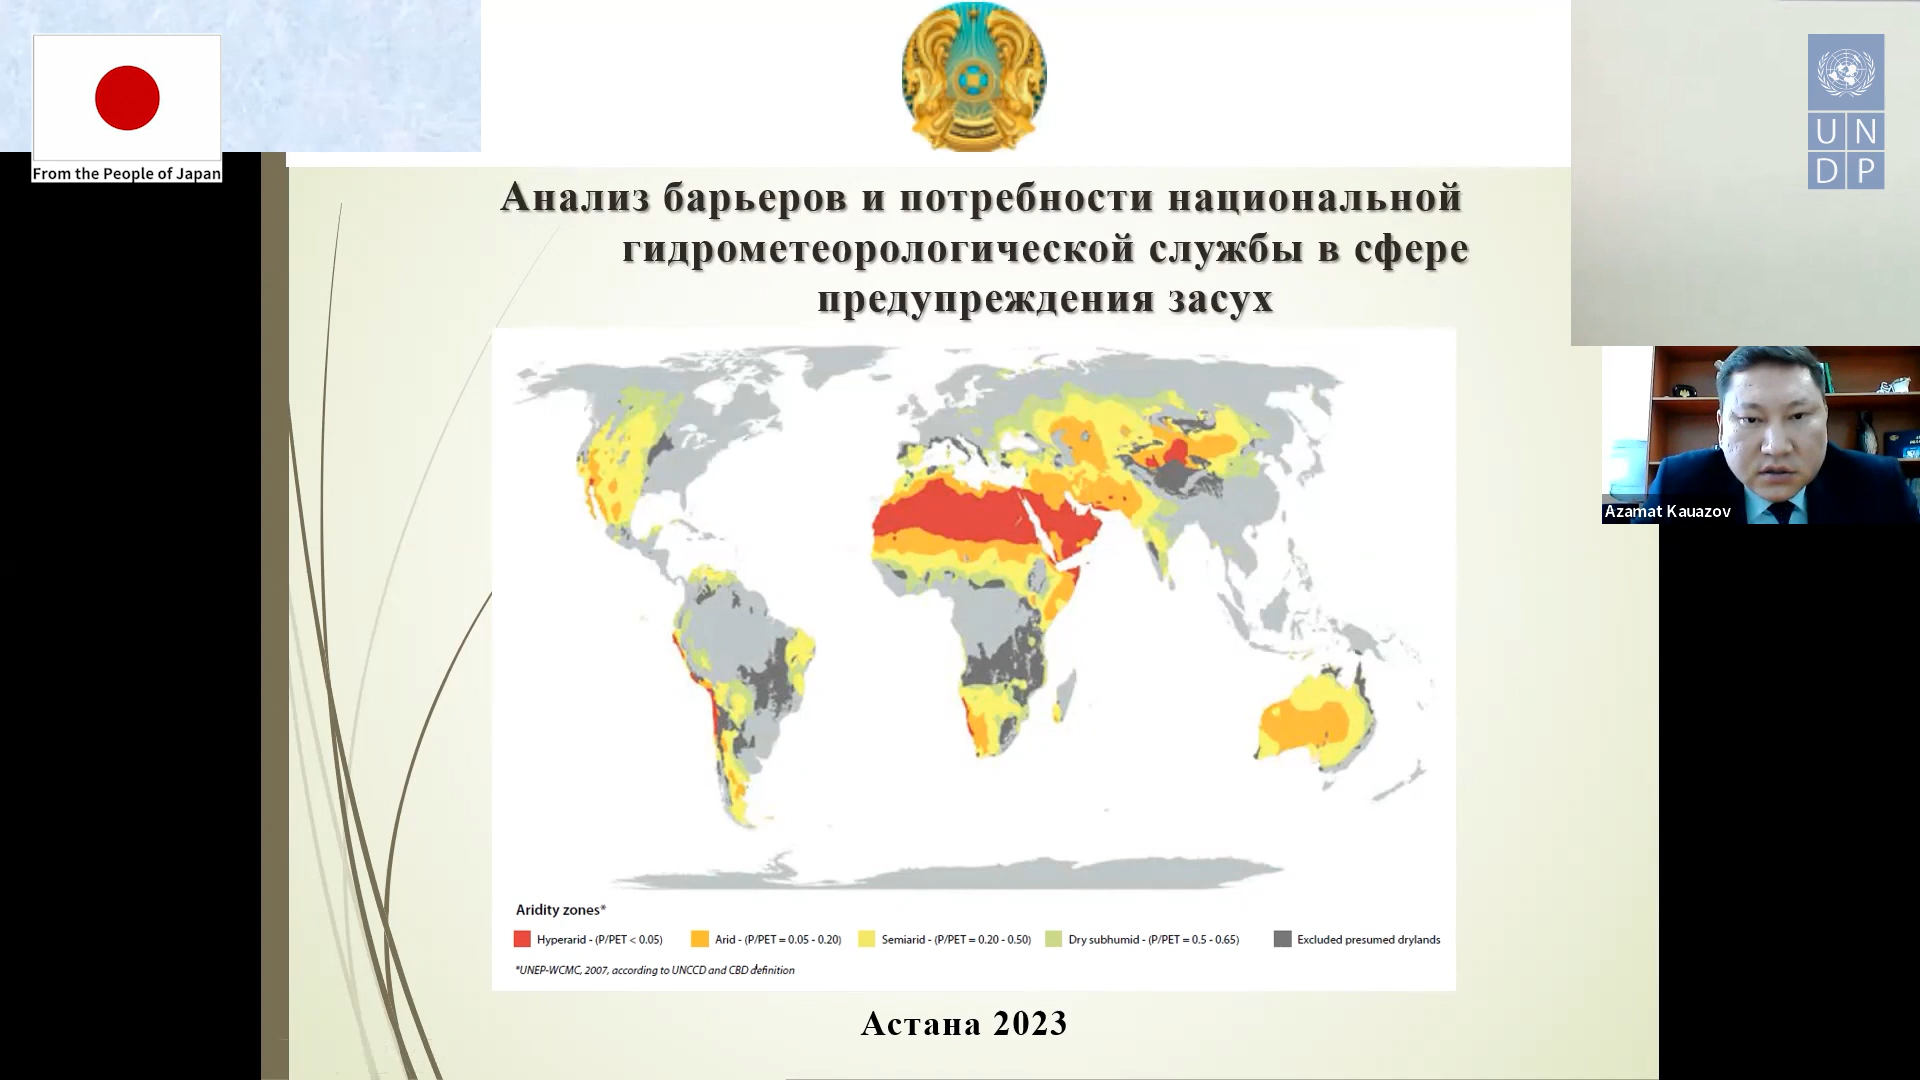 From the People of Japan
U N
D P
Анализ барьеров и потребности национальной
гидрометеорологической службы в сфере
предупреждения засух
Azamat Kauazov
Aridity zones*
Hyperarid - (P/PET < 0.05) Arid - (P/PET = 0.05 - 0.20) Semiarid - (P/PET = 0.20 - 0.50) Dry subhumid - (P/PET = 0.5 - 0.65) Excluded presumed drylands
*UNEP-WCMC, 2007, according to UNCCD and CBD definition
Астана 2023